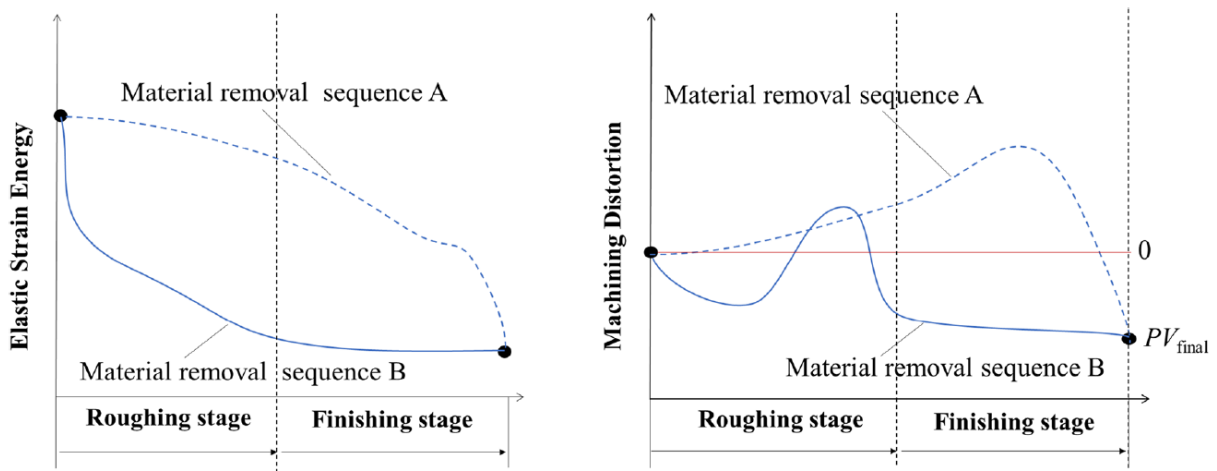 Elastic Strain Energy
Material removal sequence A
Material removal sequence B
Roughing stage
Finishing stage
Machining Distortion
Material removal sequence A
0
PVfinal
Material removal sequence B
Roughing stage
Finishing stage